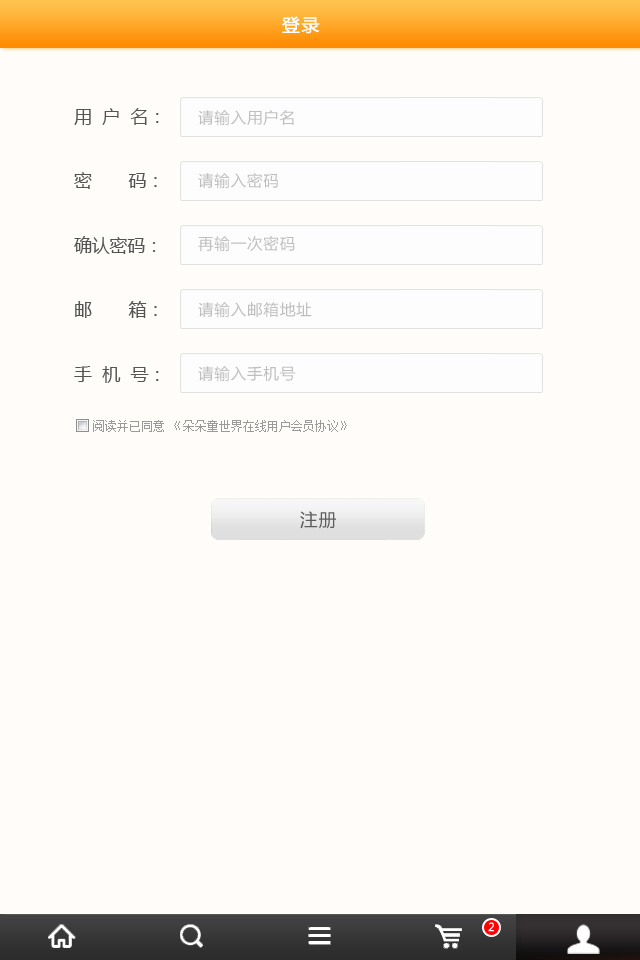 登录
用 户 名： 请输入用户名
密 码： 请输入密码
确认密码： 再输一次密码
邮 箱： 请输入邮箱地址
手 机 号： 请输入手机号
阅读并已同意 《朵朵童世界在线用户会员协议》
注册
2